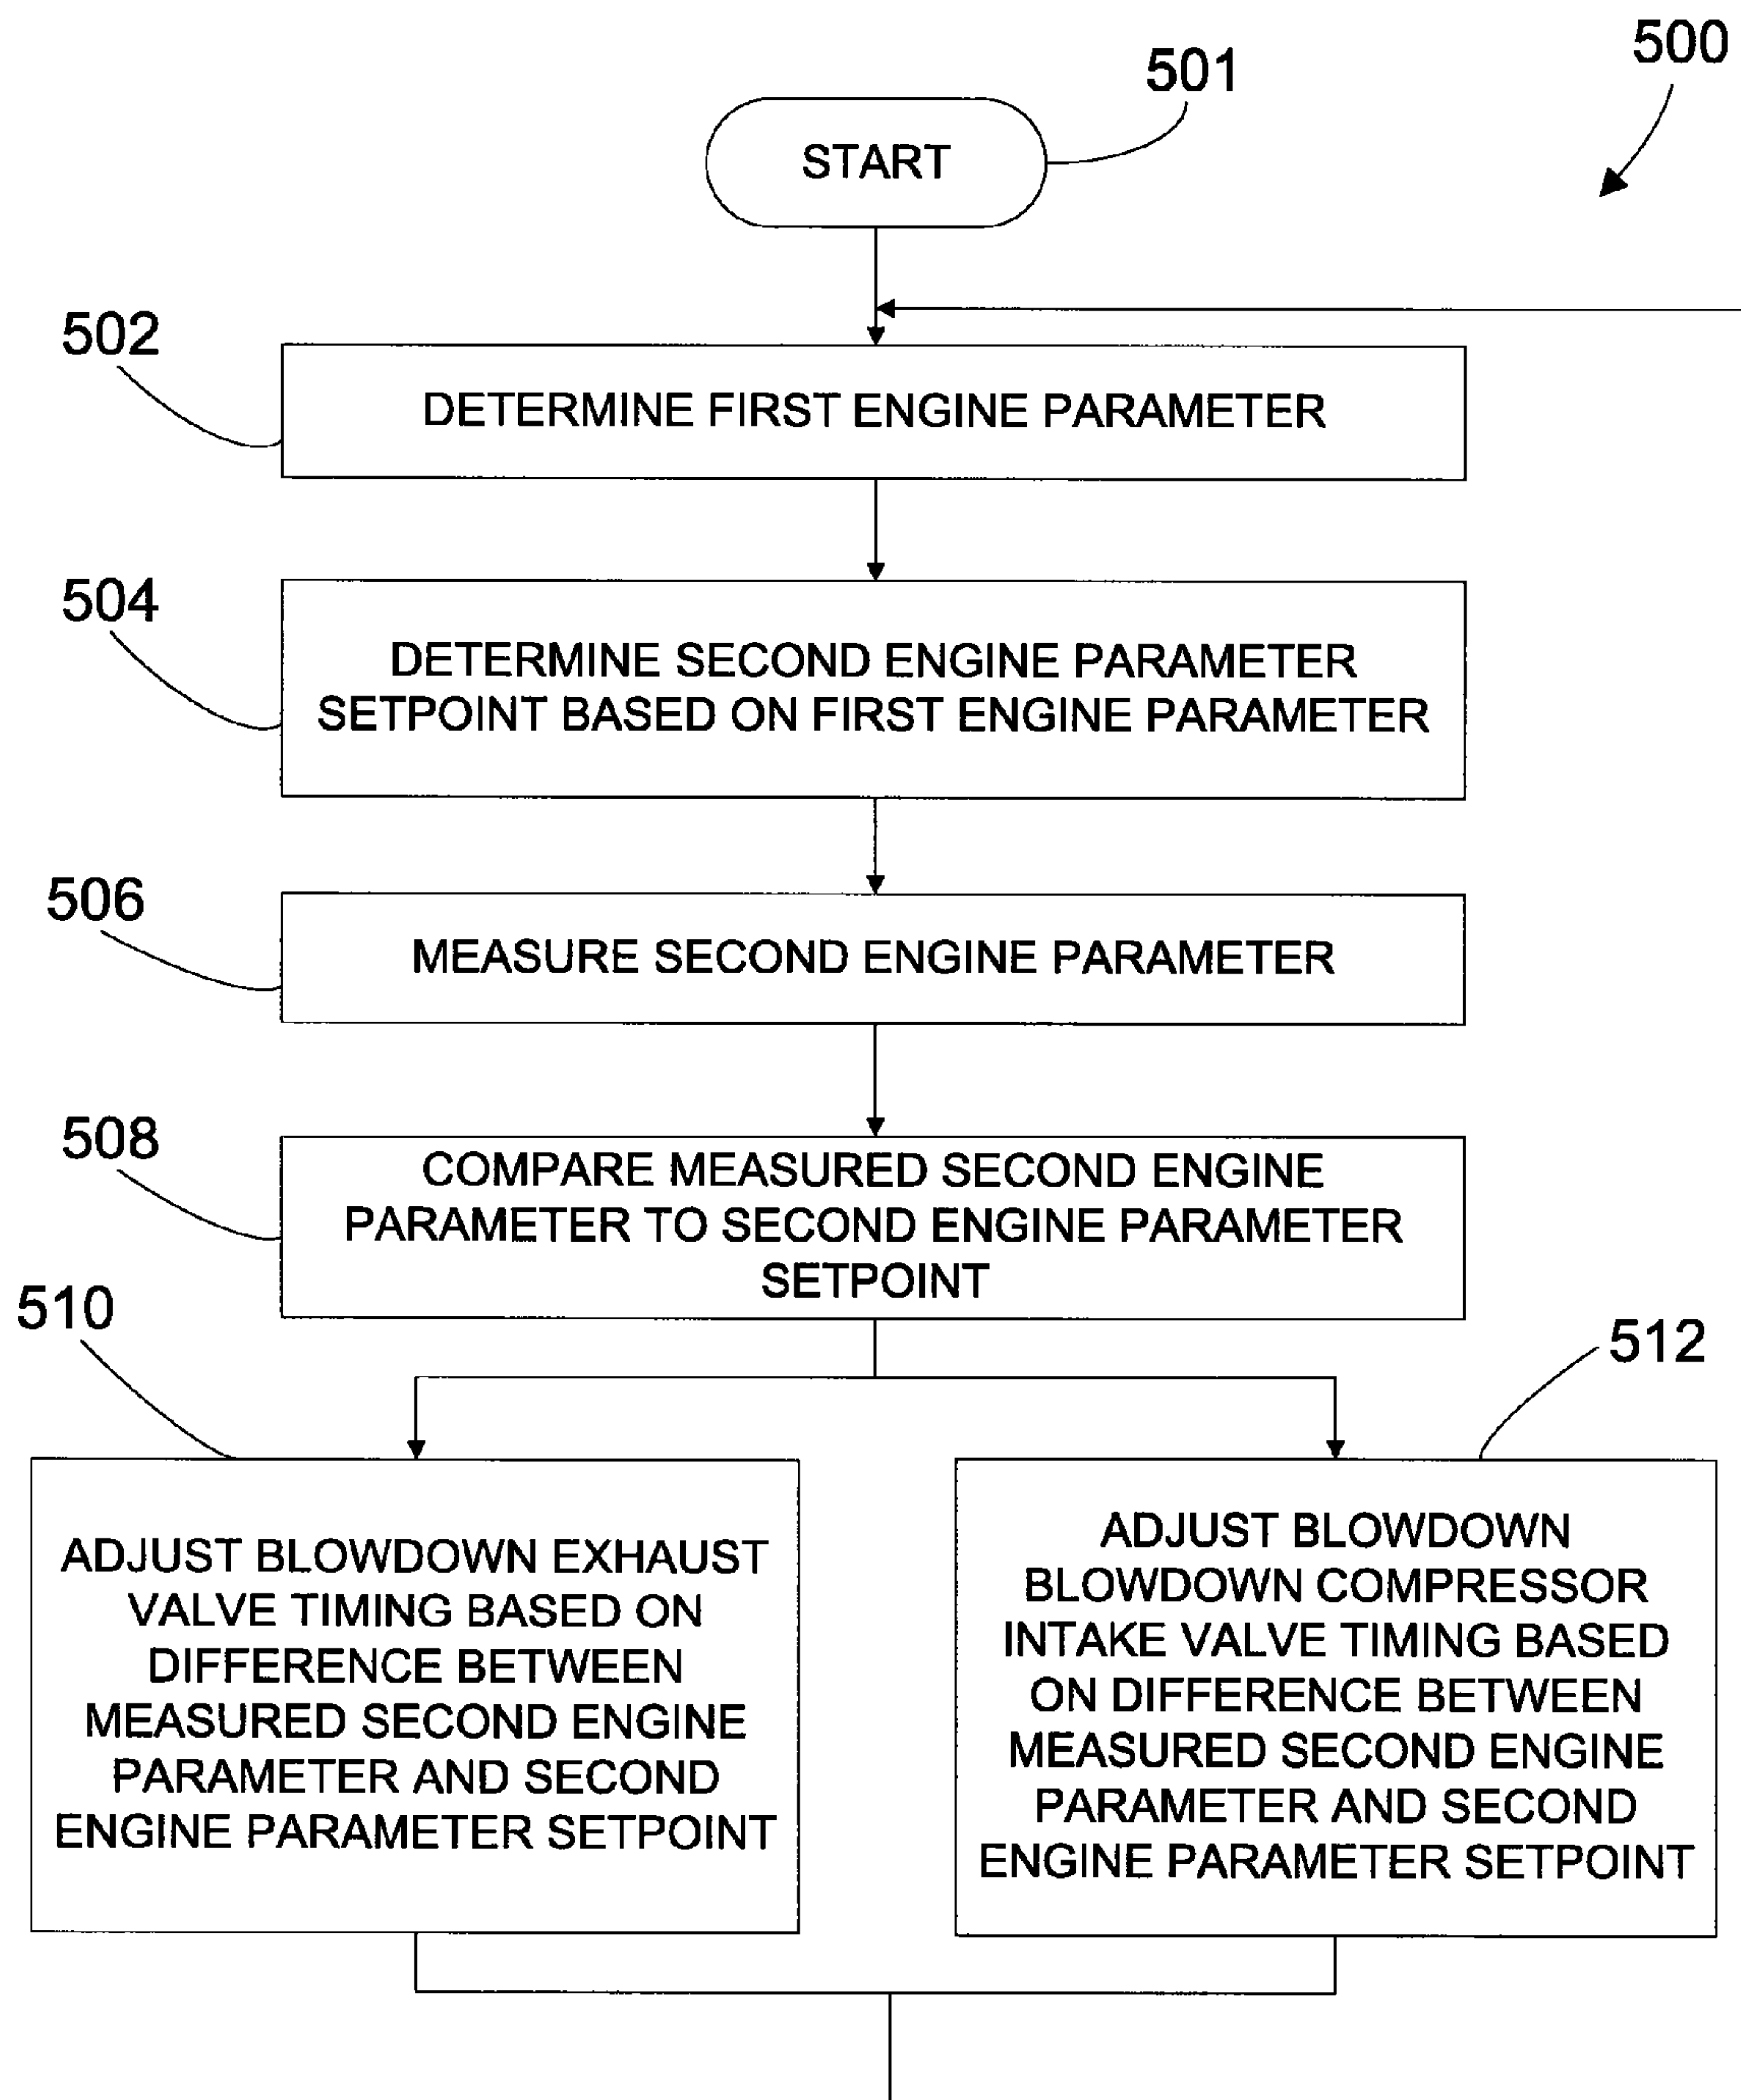 500
501
START
502
DETERMINE FIRST ENGINE PARAMETER
504
DETERMINE SECOND ENGINE PARAMETER
SETPOINT BASED ON FIRST ENGINE PARAMETER
506
MEASURE SECOND ENGINE PARAMETER
508
COMPARE MEASURED SECOND ENGINE
PARAMETER TO SECOND ENGINE PARAMETER
SETPOINT
510
ADJUST BLOWDOWN EXHAUST
VALVE TIMING BASED ON
DIFFERENCE BETWEEN
MEASURED SECOND ENGINE
PARAMETER AND SECOND
ENGINE PARAMETER SETPOINT
512
ADJUST BLOWDOWN
BLOWDOWN COMPRESSOR
INTAKE VALVE TIMING BASED
ON DIFFERENCE BETWEEN
MEASURED SECOND ENGINE
PARAMETER AND SECOND
ENGINE PARAMETER SETPOINT